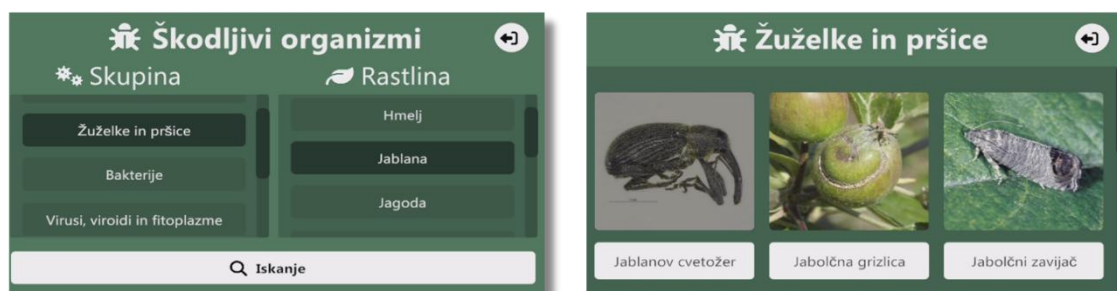 Škodljivi organizmi
Skupina
Rastlina
Žuželke in pršice
Bakterije
Virusi, viroidi in fitoplazme
Hmelj
Jablana
Jagoda
Iskanje
Žuželke in pršice
Jablanov cvetožer
Jabolčna grizlica
Jabolčni zavijač